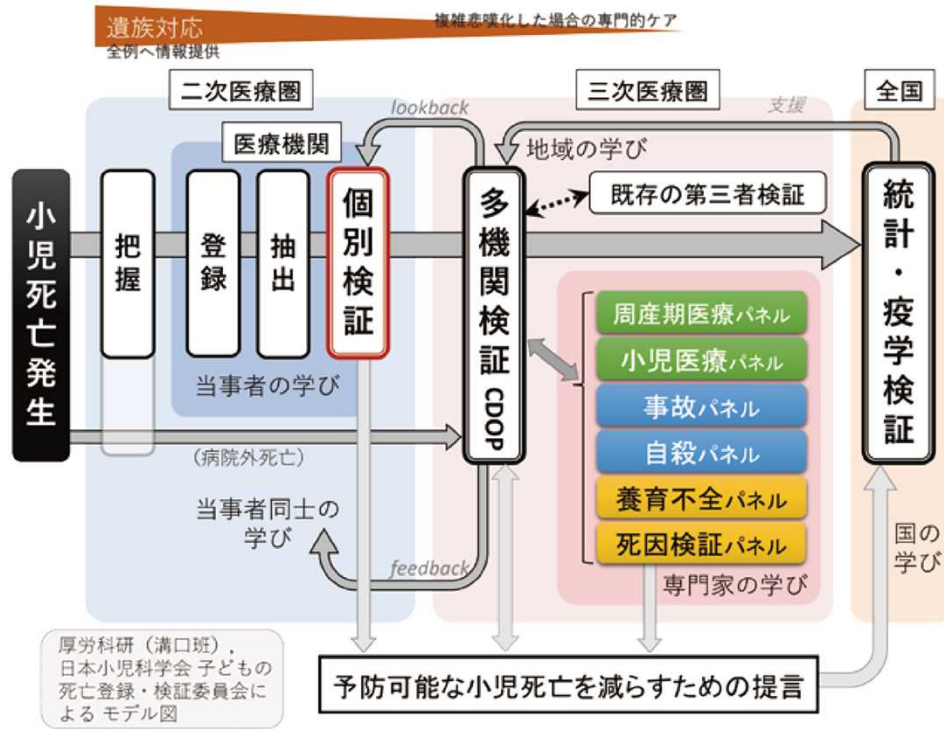 遺族対応
全例へ情報提供
複雑悲嘆化した場合の専門的ケア
二次医療圏
三次医療圏
全国
lookback
支援
医療機関
地域の学び
小児死亡発生
把握
登録
抽出
個別検証
多機関検証 CDOP
既存の第三者検証
統計・疫学検証
周産期医療パネル
小児医療パネル
事故パネル
自殺パネル
養育不全パネル
死因検証パネル
専門家の学び
当事者の学び
(病院外死亡)
当事者同士の
学び
feedback
国の
学び
厚労科研（溝口班），
日本小児科学会 子どもの
死亡登録・検証委員会に
よる モデル図
予防可能な小児死亡を減らすための提言